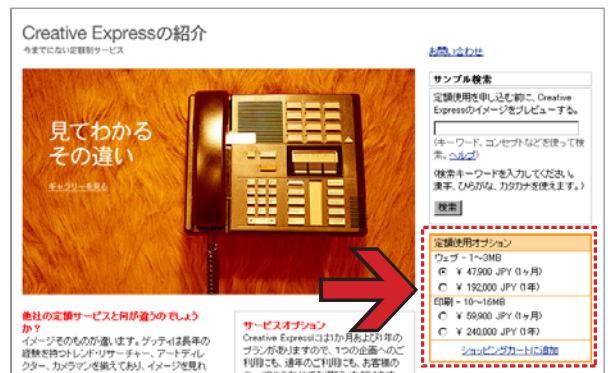 Creative Expressの紹介
今までにない定額制サービス
お問い合わせ
見てわかる
その違い
ギャラリーを見る
サンプル検索
定額使用を申し込む前に、Creative
Expressのイメージをプレビューする。
(キーワード、コンセプトなどを使って検
索。ヘルプ)
(検索キーワードを入力してください。
漢字、ひらがな、カタカナを使えます。)
検索
定額使用オプション
ウェブ - 1~3MB
¥ 47,900 JPY (1ヶ月)
¥ 192,000 JPY (1年)
印刷 - 10~16MB
¥ 59,900 JPY (1ヶ月)
¥ 240,000 JPY (1年)
ショッピングカートに追加
他社の定額サービスと何が違うのでしょう
か?
イメージそのものが違います。ゲッティは長年の
経験を持つトレンド・リサーチャー、アートディレ
クター、カメラマンを揃えており、イメージを見れ
サービスオプション
Creative Expressには1か月および1年の
プランがありますので、1つの企画へのご
利用にも、通年のご利用にも、お客様の